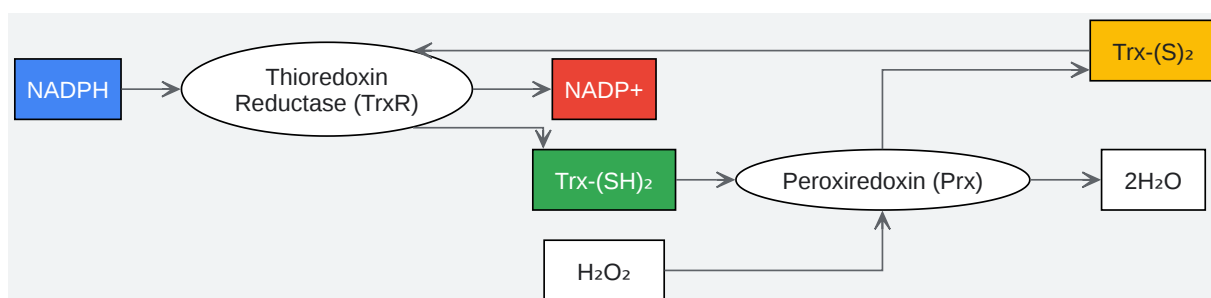 Trx-(S)₂
NADPH
Thioredoxin
Reductase (TrxR)
NADP+
Trx-(SH)₂
Peroxiredoxin (Prx)
2H₂O
H₂O₂